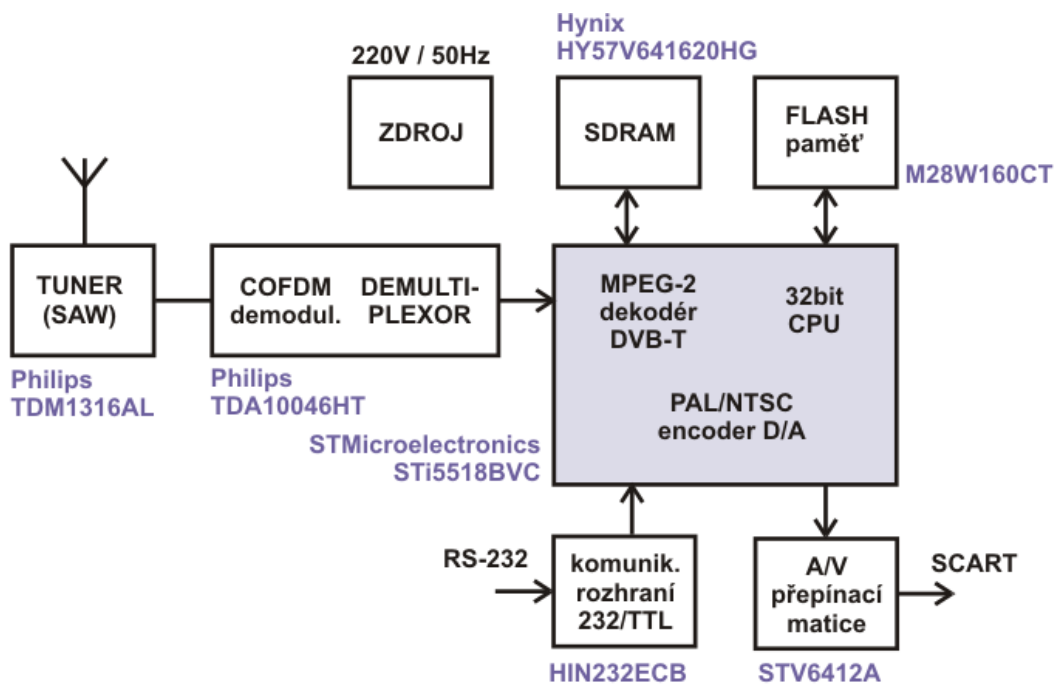 Hynix
HY57V641620HG
220V / 50Hz
ZDROJ
SDRAM
FLASH
paměť
M28W160CT
TUNER
(SAW)
COFDM
demodul.
DEMULTI-
PLEXOR
MPEG-2
dekodér
DVB-T
32bit
CPU
Philips
TDM1316AL
Philips
TDA10046HT
PAL/NTSC
encoder D/A
STMicroelectronics
STi5518BVC
RS-232
komunik.
rozhraní
232/TTL
A/V
přepínací
matice
SCART
HIN232ECB
STV6412A